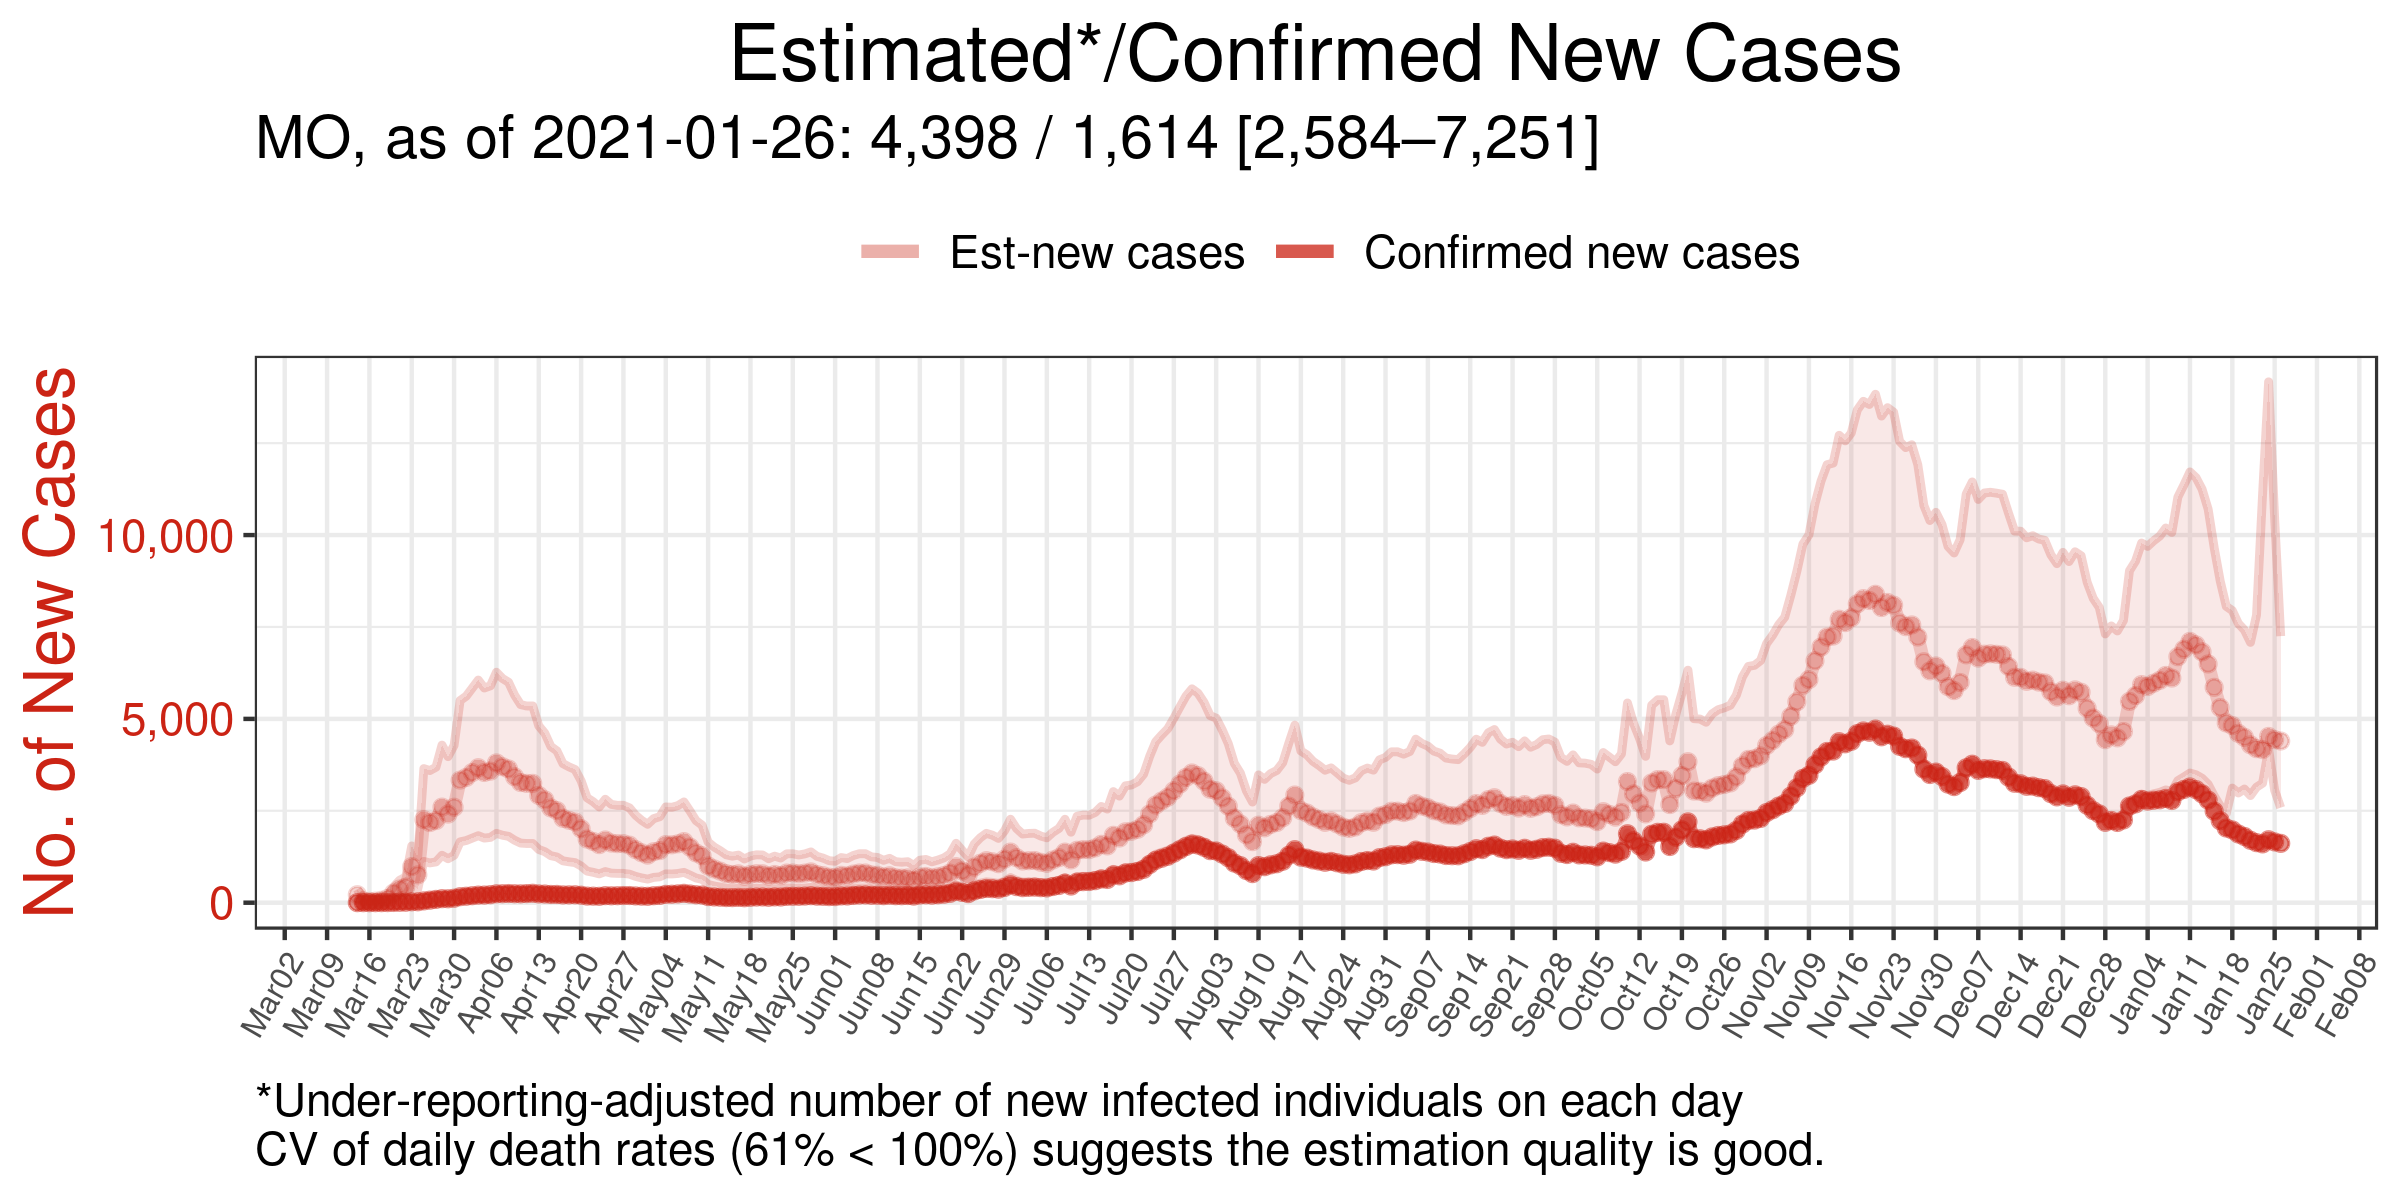 Estimated*/Confirmed New Cases
MO, as of 2021-01-26: 4,398 / 1,614 [2,584–7,251]
Est-new cases
Confirmed new cases
No. of New Cases
10,000
5,000
0
Mar02
Mar09
Mar16
Mar23
Mar30
Apr06
Apr13
Apr20
Apr27
May04
May11
May18
May25
Jun01
Jun08
Jun15
Jun22
Jun29
Jul06
Jul13
Jul20
Jul27
Aug03
Aug10
Aug17
Aug24
Aug31
Sep07
Sep14
Sep21
Sep28
Oct05
Oct12
Oct19
Oct26
Nov02
Nov09
Nov16
Nov23
Nov30
Dec07
Dec14
Dec21
Dec28
Jan04
Jan11
Jan18
Jan25
Feb01
Feb08
*Under-reporting-adjusted number of new infected individuals on each day
CV of daily death rates (61% < 100%) suggests the estimation quality is good.